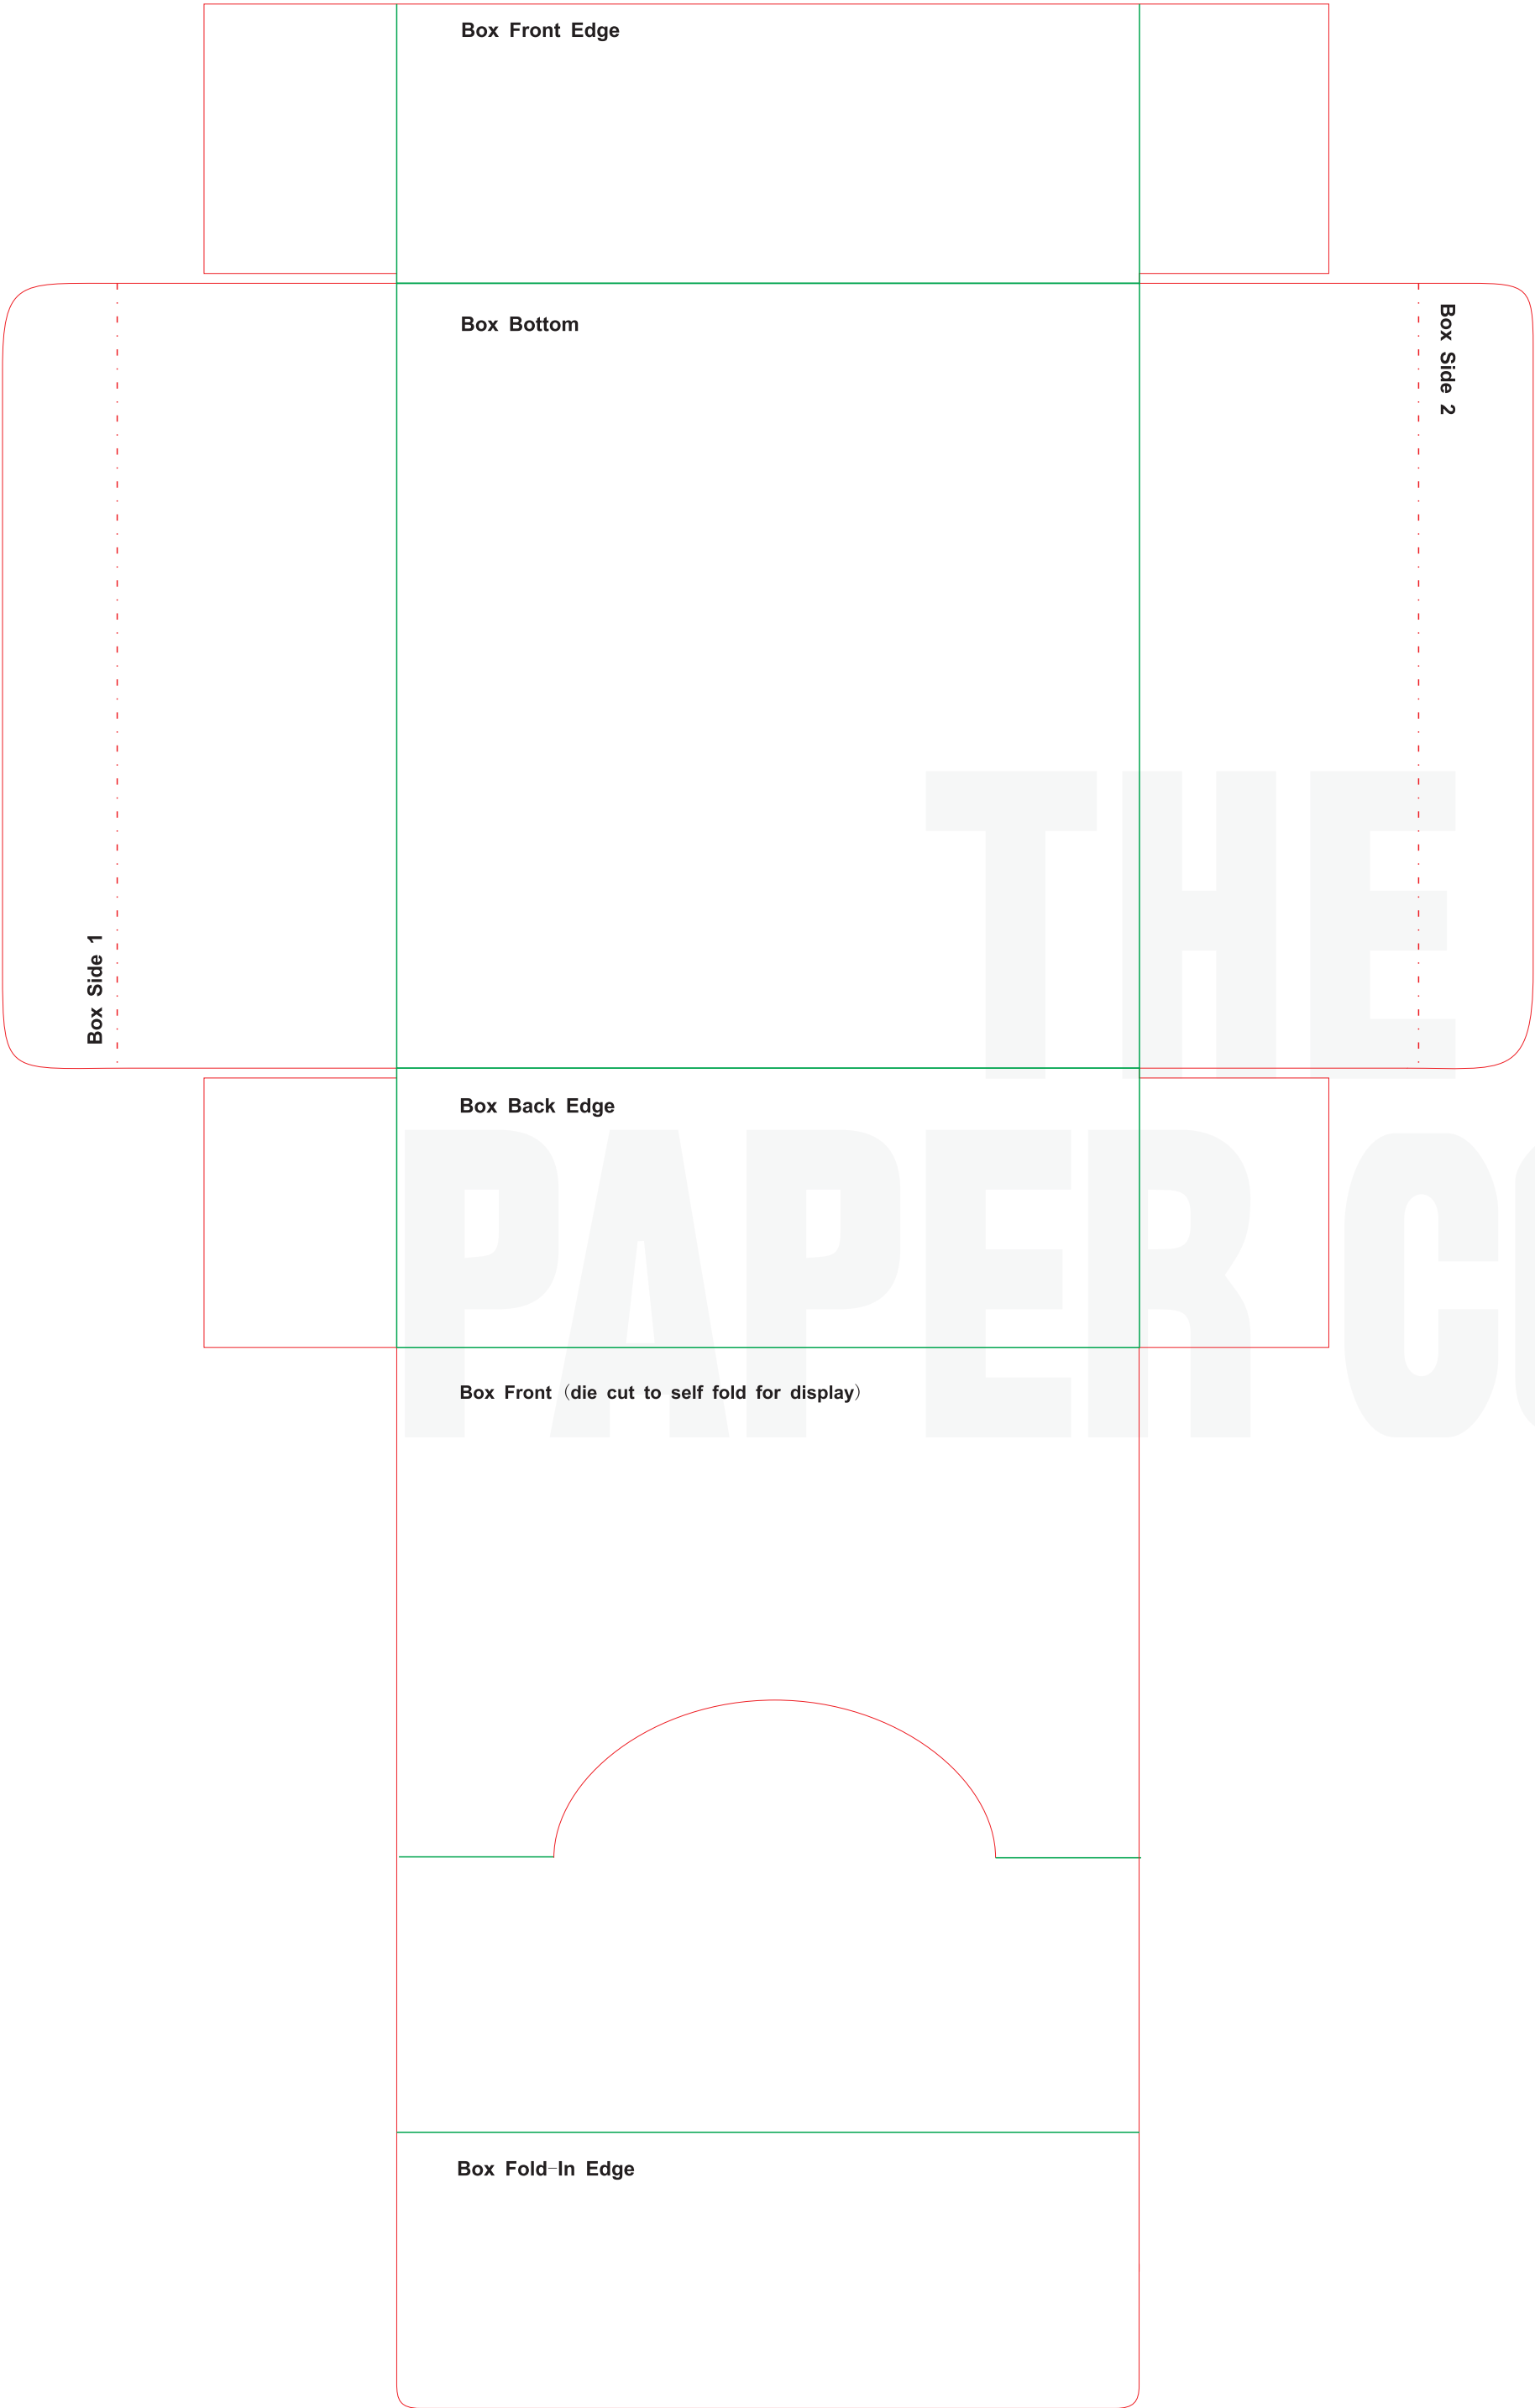 Box Front Edge
Box Bottom
Box Side 2
THE
Box Side 1
Box Back Edge
PAPER CO
Box Front (die cut to self fold for display)
Box Fold-In Edge